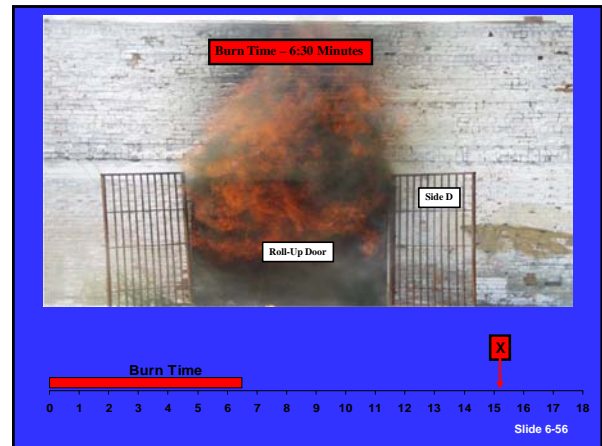 Burn Time – 6:30 Minutes
Side D
Roll-Up Door
X
Burn Time
0 1 2 3 4 5 6 7 8 9 10 11 12 13 14 15 16 17 18
Slide 6-56